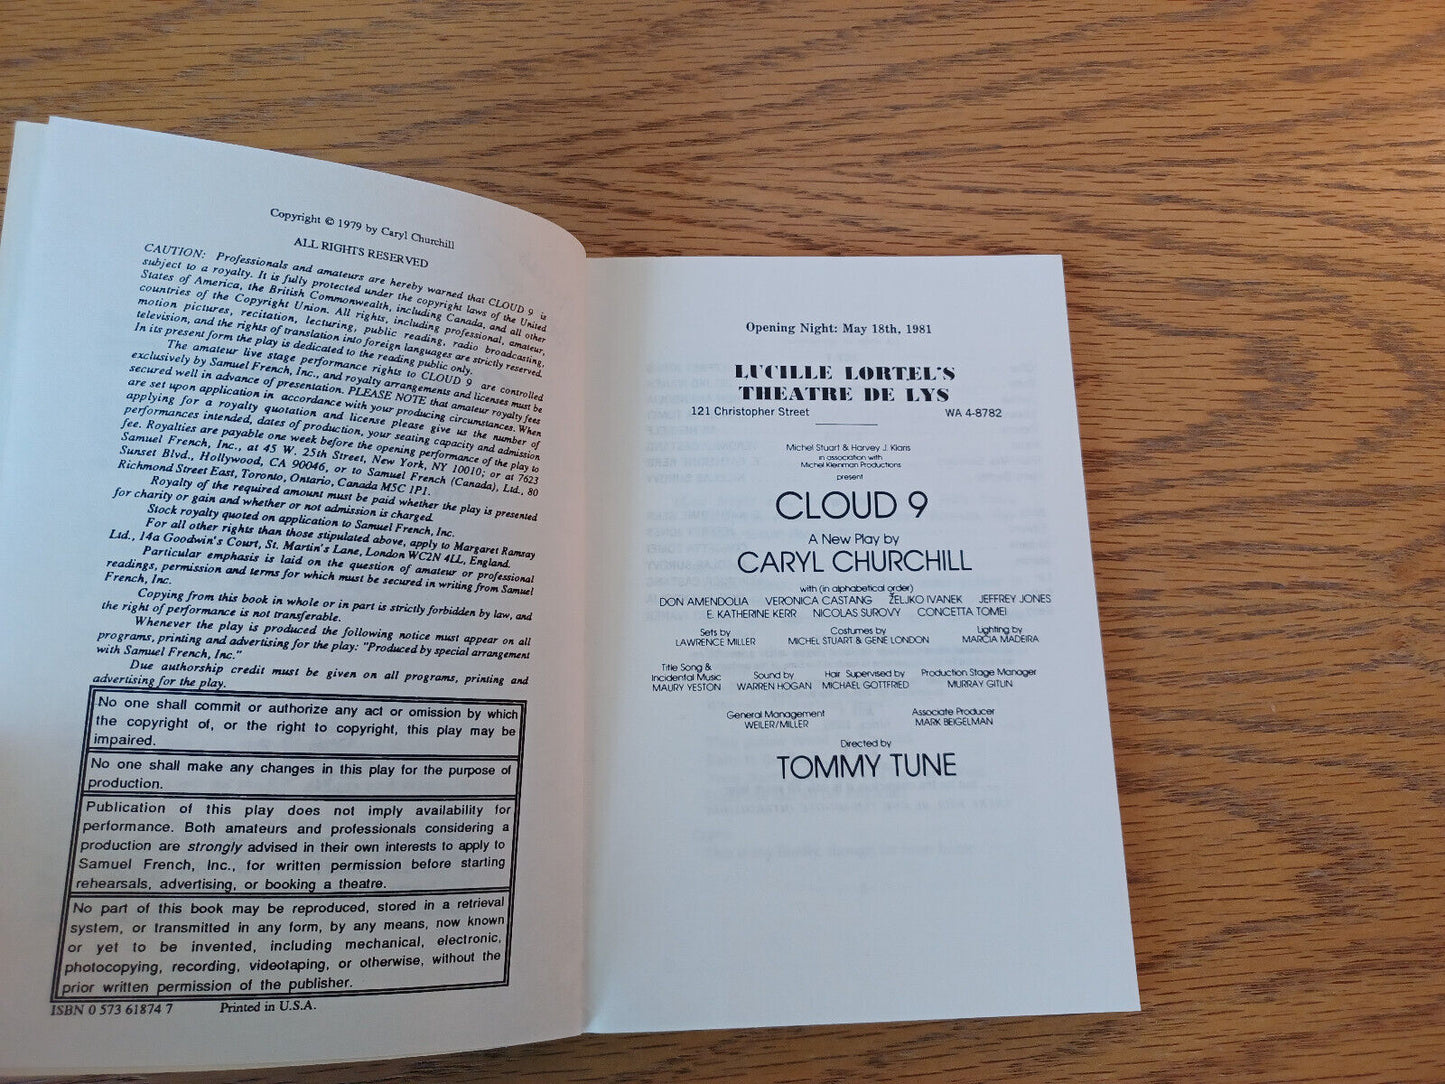 Copyright © 1979 by Caryl Churchill
ALL RIGHTS RESERVED
CAUTION: Professionals and amateurs are hereby warned that CLOUD 9 is
subject to a royalty. It is fully protected under the copyright laws of the United
States of America, the British Commonwealth, including Canada, and all other
countries of the Copyright Union. All rights, including professional, amateur,
motion pictures, recitation, lecturing, public reading, radio broadcasting,
television, and the rights of translation into foreign languages are strictly reserved.
In its present form the play is dedicated to the reading public only.
The amateur live stage performance rights to CLOUD 9 are controlled
exclusively by Samuel French, Inc., and royalty arrangements and licenses must be
secured well in advance of presentation. PLEASE NOTE that amateur royalty fees
are set upon application in accordance with your producing circumstances. When
applying for a royalty quotation and license please give us the number of
performances intended, dates of production, your seating capacity and admission
fee. Royalties are payable one week before the opening performance of the play to
Samuel French, Inc., at 45 W. 25th Street, New York, NY 10010; or at 7623
Sunset Blvd., Hollywood, CA 90046, or to Samuel French (Canada), Ltd., 80
Richmond Street East, Toronto, Ontario, Canada M5C 1P1.
Royalty of the required amount must be paid whether the play is presented
for charity or gain and whether or not admission is charged.
Stock royalty quoted on application to Samuel French, Inc.
For all other rights than those stipulated above, apply to Margaret Ramsay
Ltd., 14a Goodwin's Court, St. Martin's Lane, London WC2N 4LL, England.
Particular emphasis is laid on the question of amateur or professional
readings, permission and terms for which must be secured in writing from Samuel
French, Inc.
Copying from this book in whole or in part is strictly forbidden by law, and
the right of performance is not transferable.
Whenever the play is produced the following notice must appear on all
programs, printing and advertising for the play: "Produced by special arrangement
with Samuel French, Inc."
Due authorship credit must be given on all programs, printing and
advertising for the play.
No one shall commit or authorize any act or omission by which
the copyright of, or the right to copyright, this play may be
impaired.
No one shall make any changes in this play for the purpose of
production.
Publication of this play does not imply availability for
performance. Both amateurs and professionals considering a
production are strongly advised in their own interests to apply to
Samuel French, Inc., for written permission before starting
rehearsals, advertising, or booking a theatre.
No part of this book may be reproduced, stored in a retrieval
system, or transmitted in any form, by any means, now known
or yet to be invented, including mechanical, electronic,
photocopying, recording, videotaping, or otherwise, without the
prior written permission of the publisher.
ISBN 0 573 61874 7 Printed in U.S.A.
Opening Night: May 18th, 1981
LUCILLE LORTEL'S
THEATRE DE LYS
121 Christopher Street WA 4-8782
Michel Stuart & Harvey J. Klaris
in association with
Michel Kleinman Productions
present
CLOUD 9
A New Play by
CARYL CHURCHILL
with (in alphabetical order)
DON AMENDOLIA VERONICA CASTANG ŽELJKO IVANEK JEFFREY JONES
E. KATHERINE KERR NICOLAS SUROVY CONCETTA TOMEI
Sets by Costumes by Lighting by
LAWRENCE MILLER MICHEL STUART & GENE LONDON MARCIA MADEIRA
Title Song &
Incidental Music Sound by Hair Supervised by Production Stage Manager
MAURY YESTON WARREN HOGAN MICHAEL GOTTFRIED MURRAY GITLIN
General Management Associate Producer
WEILER/MILLER MARK BEIGELMAN
Directed by
TOMMY TUNE